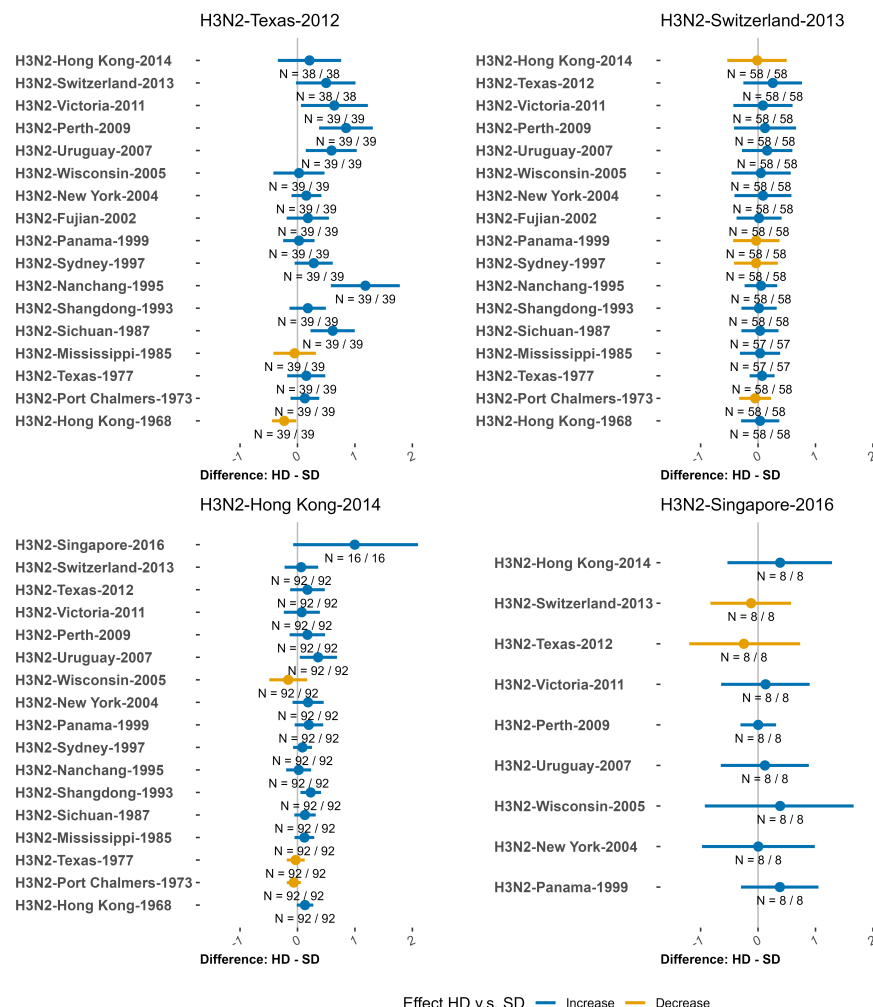 H3N2-Texas-2012
H3N2-Hong Kong-2014 -
N = 38 / 38
H3N2-Switzerland-2013 -
N = 38 / 38
H3N2-Victoria-2011 -
N = 39 / 39
H3N2-Perth-2009 -
N = 39 / 39
H3N2-Uruguay-2007 -
N = 39 / 39
H3N2-Wisconsin-2005 -
N = 39 / 39
H3N2-New York-2004 -
N = 39 / 39
H3N2-Fujian-2002 -
N = 39 / 39
H3N2-Panama-1999 -
N = 39 / 39
H3N2-Sydney-1997 -
N = 39 / 39
H3N2-Nanchang-1995 -
N = 39 / 39
H3N2-Shangdong-1993 -
N = 39 / 39
H3N2-Sichuan-1987 -
N = 39 / 39
H3N2-Mississippi-1985 -
N = 39 / 39
H3N2-Texas-1977 -
N = 39 / 39
H3N2-Port Chalmers-1973 -
N = 39 / 39
H3N2-Hong Kong-1968 -
N = 39 / 39
-1 0 1 2
Difference: HD - SD
H3N2-Switzerland-2013
H3N2-Hong Kong-2014 -
N = 58 / 58
H3N2-Texas-2012 -
N = 58 / 58
H3N2-Victoria-2011 -
N = 58 / 58
H3N2-Perth-2009 -
N = 58 / 58
H3N2-Uruguay-2007 -
N = 58 / 58
H3N2-Wisconsin-2005 -
N = 58 / 58
H3N2-New York-2004 -
N = 58 / 58
H3N2-Fujian-2002 -
N = 58 / 58
H3N2-Panama-1999 -
N = 58 / 58
H3N2-Sydney-1997 -
N = 58 / 58
H3N2-Nanchang-1995 -
N = 58 / 58
H3N2-Shangdong-1993 -
N = 58 / 58
H3N2-Sichuan-1987 -
N = 57 / 57
H3N2-Mississippi-1985 -
N = 57 / 57
H3N2-Texas-1977 -
N = 58 / 58
H3N2-Port Chalmers-1973 -
N = 58 / 58
H3N2-Hong Kong-1968 -
N = 58 / 58
-1 0 1 2
Difference: HD - SD
H3N2-Hong Kong-2014
H3N2-Singapore-2016 -
N = 16 / 16
H3N2-Switzerland-2013 -
N = 92 / 92
H3N2-Texas-2012 -
N = 92 / 92
H3N2-Victoria-2011 -
N = 92 / 92
H3N2-Perth-2009 -
N = 92 / 92
H3N2-Uruguay-2007 -
N = 92 / 92
H3N2-Wisconsin-2005 -
N = 92 / 92
H3N2-New York-2004 -
N = 92 / 92
H3N2-Panama-1999 -
N = 92 / 92
H3N2-Sydney-1997 -
N = 92 / 92
H3N2-Nanchang-1995 -
N = 92 / 92
H3N2-Shangdong-1993 -
N = 92 / 92
H3N2-Sichuan-1987 -
N = 92 / 92
H3N2-Mississippi-1985 -
N = 92 / 92
H3N2-Texas-1977 -
N = 92 / 92
H3N2-Port Chalmers-1973 -
N = 92 / 92
H3N2-Hong Kong-1968 -
N = 92 / 92
-1 0 1 2
Difference: HD - SD
H3N2-Singapore-2016
H3N2-Hong Kong-2014 -
N = 8 / 8
H3N2-Switzerland-2013 -
N = 8 / 8
H3N2-Texas-2012 -
N = 8 / 8
H3N2-Victoria-2011 -
N = 8 / 8
H3N2-Perth-2009 -
N = 8 / 8
H3N2-Uruguay-2007 -
N = 8 / 8
H3N2-Wisconsin-2005 -
N = 8 / 8
H3N2-New York-2004 -
N = 8 / 8
H3N2-Panama-1999 -
N = 8 / 8
-1 0 1 2
Difference: HD - SD
Effect HD v.s. SD Increase Decrease